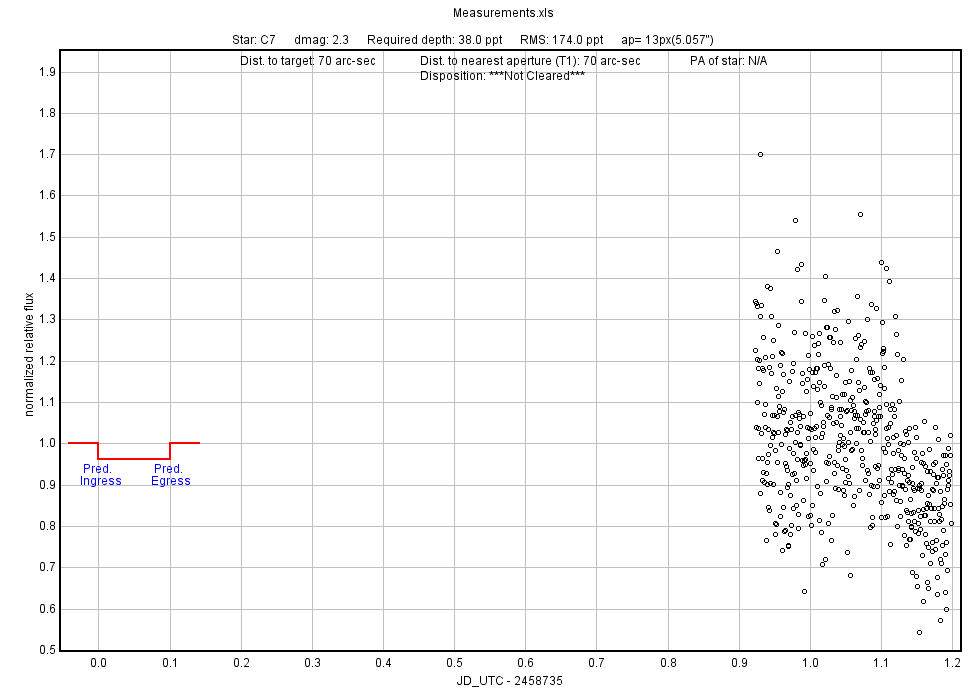 Measurements.xls
Star: C7 dmag: 2.3 Required depth: 38.0 ppt RMS: 174.0 ppt ap= 13px(5.057")
Dist. to target: 70 arc-sec Dist. to nearest aperture (T1): 70 arc-sec PA of star: N/A
Disposition: ***Not Cleared***
1.9
1.8
1.7
1.6
1.5
1.4
1.3
1.2
1.1
1.0
0.9
0.8
0.7
0.6
0.5
normalized relative flux
Pred. Ingress
Pred. Egress
0.0 0.1 0.2 0.3 0.4 0.5 0.6 0.7 0.8 0.9 1.0 1.1 1.2
JD_UTC - 2458735